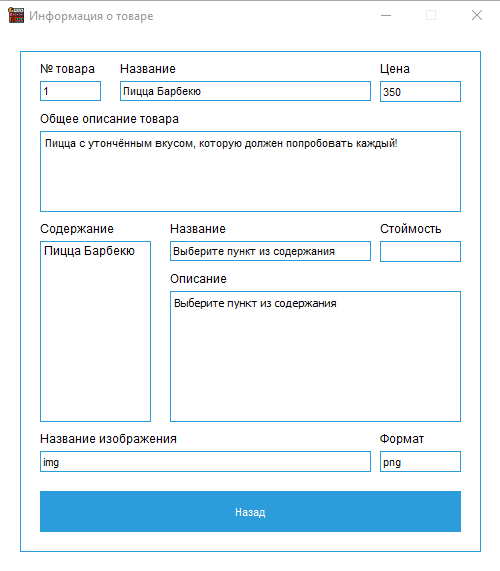 Информация о товаре
№ товара Название Цена
1 Пицца Барбекю 350
Общее описание товара
Пицца с утончённым вкусом, которую должен попробовать каждый!
Содержание Название Стоймость
Пицца Барбекю Выберите пункт из содержания
Описание
Выберите пункт из содержания
Название изображения Формат
img png
Назад